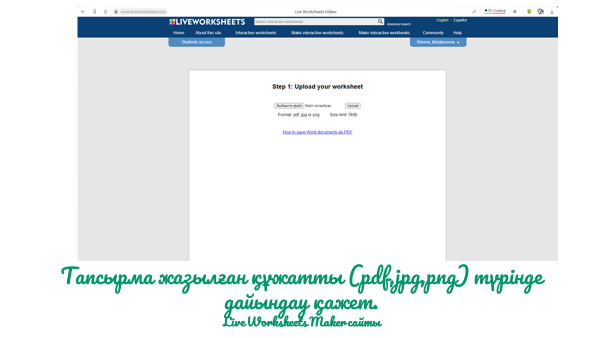 www.liveworksheets.com
Live Worksheets Maker
LIVEWORKSHEETS
Search interactive worksheets
Advanced search
English - Español
Home About this site Interactive worksheets Make interactive worksheets Make interactive workbooks Community Help
Students access
Step 1: Upload your worksheet
Выберите файл Файл не выбран Upload
Format: pdf, jpg or png Size limit: 5MB
How to save Word documents as PDF
Тапсырма жазылған құжатты (pdf,jpg,png) түрінде
дайындау қажет.
Live WorkSheets Maker сайты